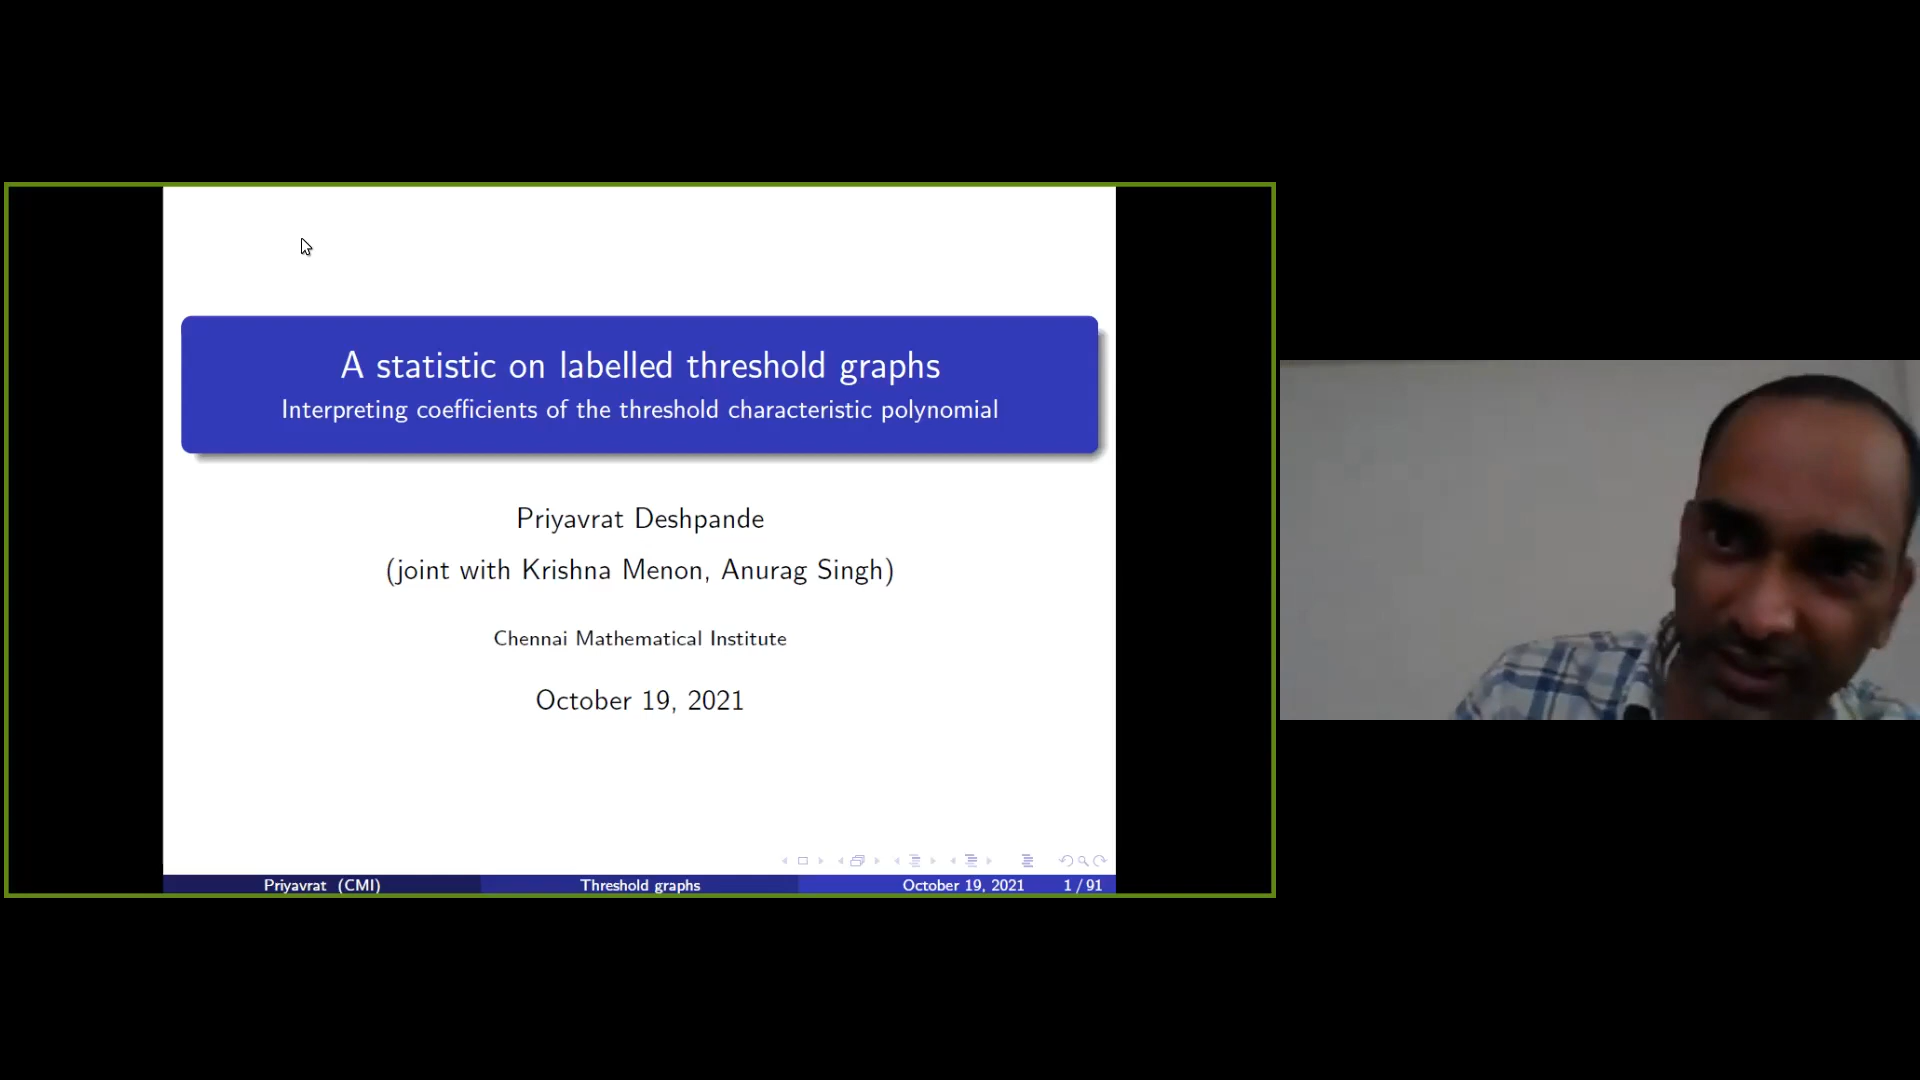 A statistic on labelled threshold graphs
Interpreting coefficients of the threshold characteristic polynomial
Priyavrat Deshpande
(joint with Krishna Menon, Anurag Singh)
Chennai Mathematical Institute
October 19, 2021
Priyavrat (CMI) Threshold graphs October 19, 2021 1 / 91